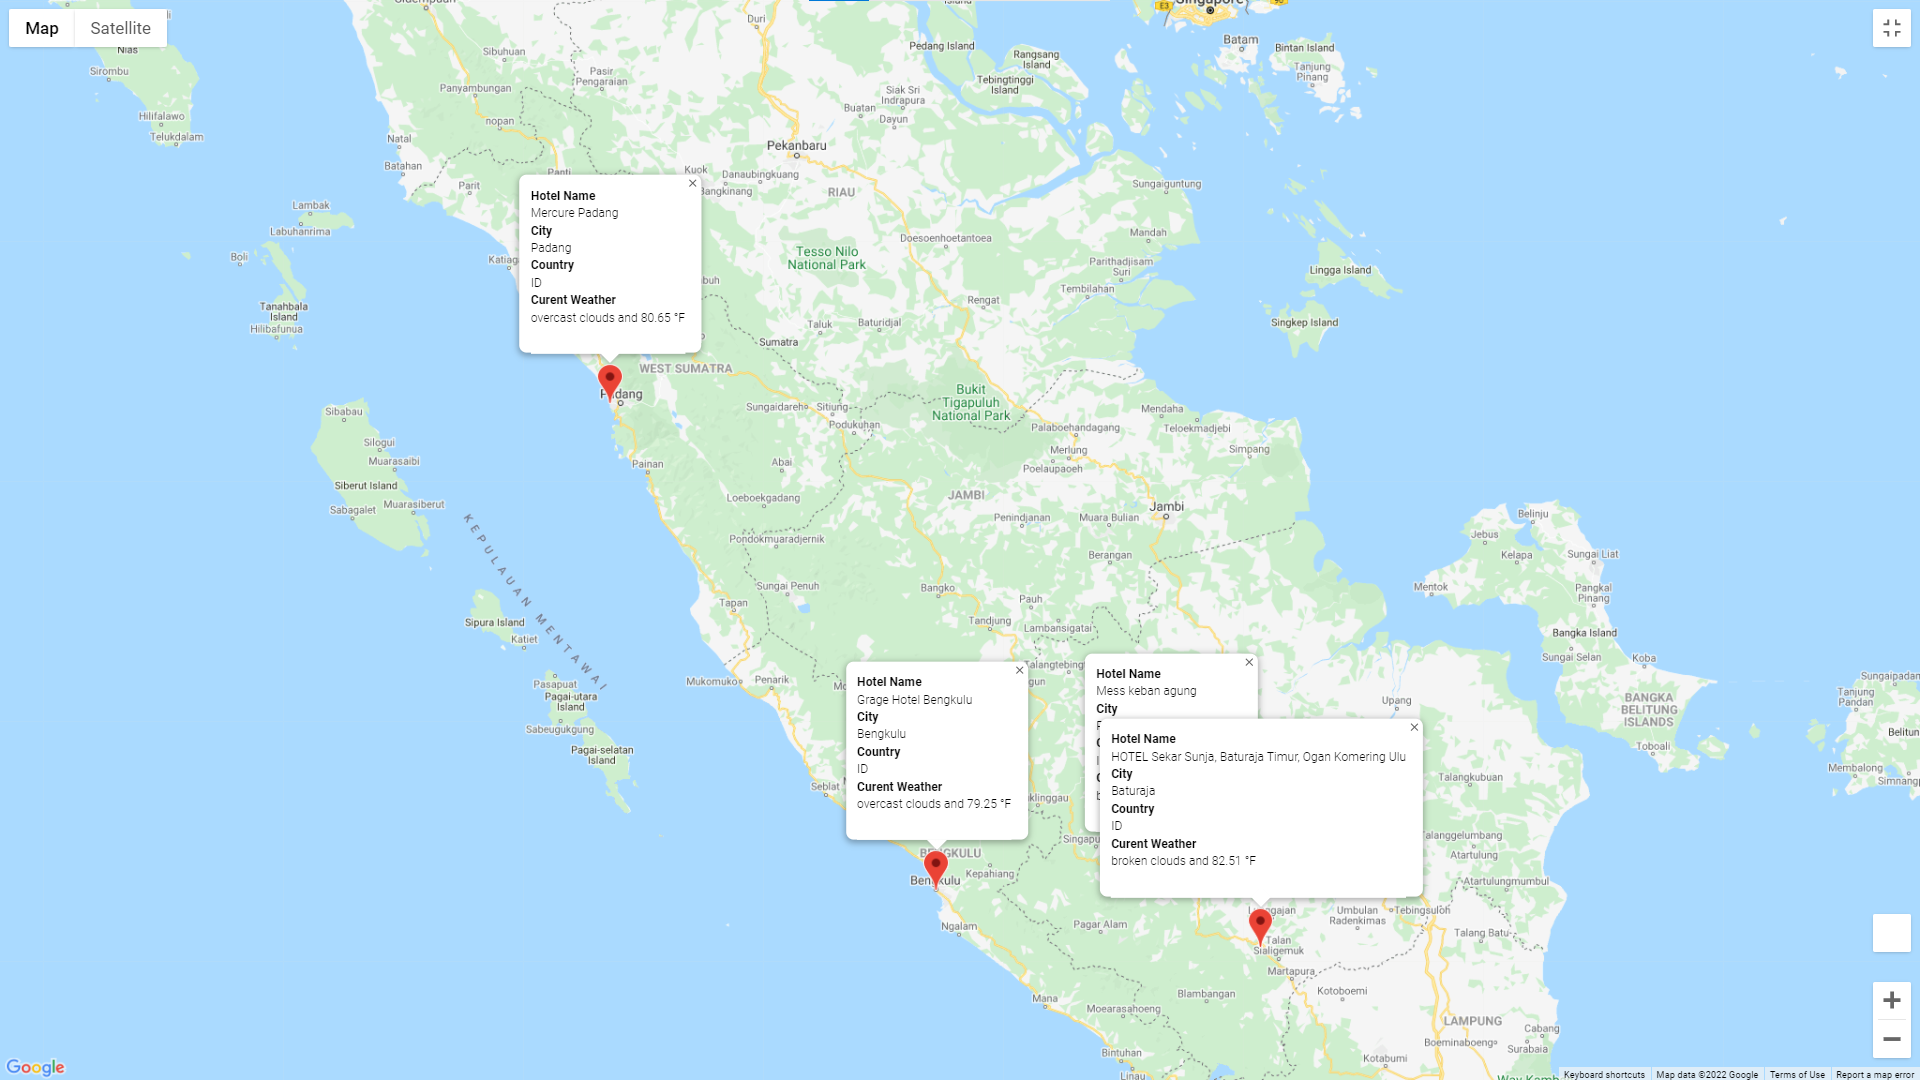 Map
Satellite
Singapore
E3
Batam
Bintan Island
Tanjung
Pinang
Pedang Island
Rangsang
Island
Tebingtinggi
Island
Duri
Sibuhuan
Pasir
Pengaraian
Panyambungan
nopan
Siak Sri
Indrapura
Buatan
Dayun
Nias
Sirombu
Hilifalawo
Telukdalam
Natal
Batahan
Parit
Panti
Pekanbaru
Kuok
Bangkinang
Danaubingkuang
RIAU
Sungaiguntung
Lambak
Labuhanrima
Boli
Tanahbala
Island
Hilibafunua
Hotel Name
Mercure Padang
City
Padang
Country
ID
Curent Weather
overcast clouds and 80.65 °F
Tesso Nilo
National Park
Doesoenhoetantoea
Mandah
Parithadjisam
Suri
Tembilahan
Rengat
Taluk
Baturidjal
Sumatra
Lingga Island
Singkep Island
WEST SUMATRA
Bukit
Tigapuluh
National Park
Sungaidareh
Sitiung
Podukuhan
Mendaha
Teloekmadjebi
Palaboehandagang
Merlung
Poelaupaoeh
Simpang
Sibabau
Silogui
Muarasaibi
Siberut Island
Sabagalet
Muarasiberut
Painan
Abai
Loeboekgadang
JAMBI
Penindjanan
Muara Bulian
Jambi
Pondokmuaradjernik
Berangan
KEPULAUAN MENTAWAI
Sungai Penuh
Bangko
Pauh
Tapan
Tandjung
Lambansigatai
Belinju
Jebus
Kelapa
Sungai Liat
Mentok
Pangkal
Pinang
Bangka Island
Sungai Selan
Koba
Sipura Island
Katiet
Mukomuko
Penarik
Pasapuat
Pagai-utara
Island
Sabeugukgung
Pagai-selatan
Island
Seblat
Hotel Name
Grage Hotel Bengkulu
City
Bengkulu
Country
ID
Curent Weather
overcast clouds and 79.25 °F
Hotel Name
Mess keban agung
City
Hotel Name
HOTEL Sekar Sunja, Baturaja Timur, Ogan Komering Ulu
City
Baturaja
Country
ID
Curent Weather
broken clouds and 82.51 °F
Upang
BANGKA
BELITUNG
ISLANDS
Toboali
Sungaipadan
Tanjung
Pandan
Membalong
Simpang
Talangkubuan
Atartulung
Atartulungmubai
BENGKULU
Kepahiang
Ngalam
Pagar Alam
Umbulan
Radenkimas
Tebingsuloh
Talang Batu
Talan
Sialigemuk
Martapura
Kotoboemi
Blambangan
Mana
Moearasahoeng
LAMPUNG
Cabang
Boeminaboeng
Surabaia
Bintuhan
Linau
Kotabumi
Google
Keyboard shortcuts
Map data ©2022 Google
Terms of Use
Report a map error